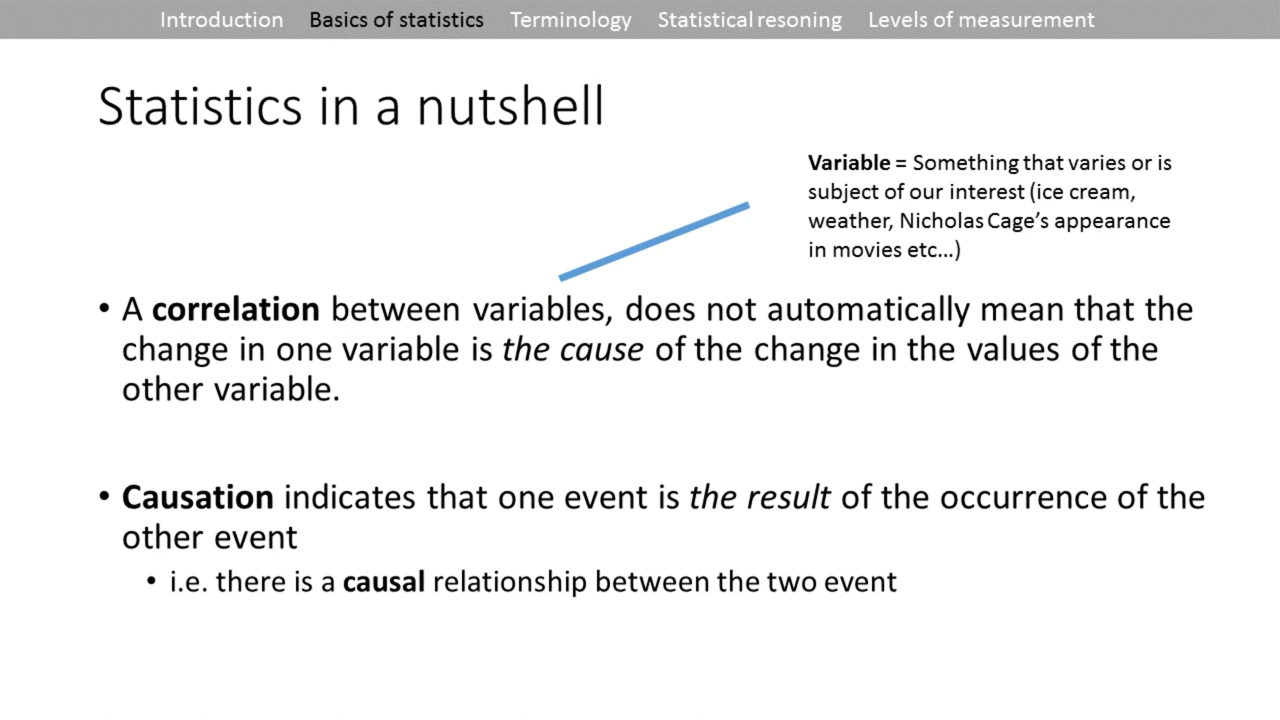 Introduction Basics of statistics Terminology Statistical resoning Levels of measurement
Statistics in a nutshell
Variable = Something that varies or is
subject of our interest (ice cream,
weather, Nicholas Cage's appearance
in movies etc...)
• A correlation between variables, does not automatically mean that the
change in one variable is the cause of the change in the values of the
other variable.
• Causation indicates that one event is the result of the occurrence of the
other event
• i.e. there is a causal relationship between the two event